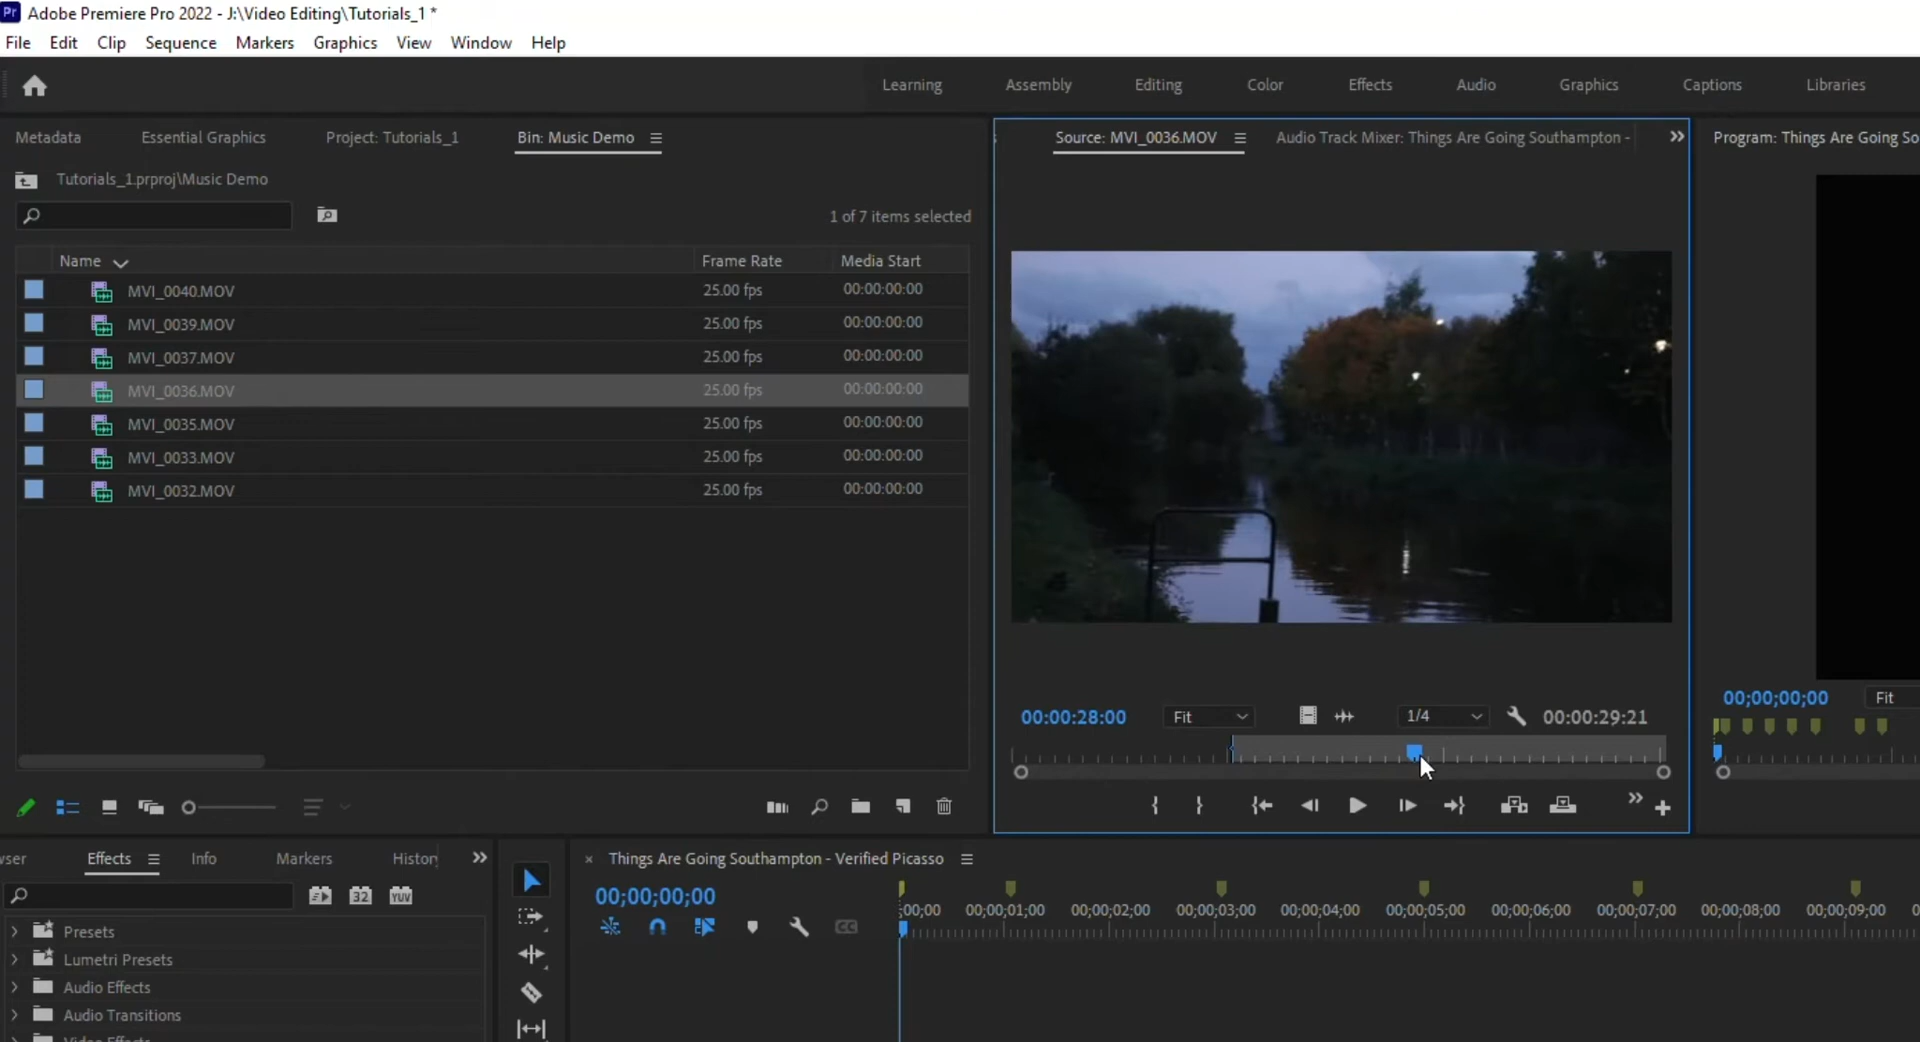 Pr Adobe Premiere Pro 2022 - J:\Video Editing\Tutorials_1 *
File Edit Clip Sequence Markers Graphics View Window Help
Learning Assembly Editing Color Effects Audio Graphics Captions Libraries
Metadata Essential Graphics Project: Tutorials_1 Bin: Music Demo
Source: MVI_0036.MOV Audio Track Mixer: Things Are Going Southampton - Program: Things Are Going So
Tutorials_1.prproj\Music Demo
1 of 7 items selected
Name Frame Rate Media Start
MVI_0040.MOV 25.00 fps 00:00:00:00
MVI_0039.MOV 25.00 fps 00:00:00:00
MVI_0037.MOV 25.00 fps 00:00:00:00
MVI_0036.MOV 25.00 fps 00:00:00:00
MVI_0035.MOV 25.00 fps 00:00:00:00
MVI_0033.MOV 25.00 fps 00:00:00:00
MVI_0032.MOV 25.00 fps 00:00:00:00
00:00:28:00 Fit 1/4 00:00:29:21
00;00;00;00 Fit
wser Effects Info Markers Histor
32 YUV
Presets
Lumetri Presets
Audio Effects
Audio Transitions
Things Are Going Southampton - Verified Picasso
00;00;00;00
CC
;00;00 00;00;01;00 00;00;02;00 00;00;03;00 00;00;04;00 00;00;05;00 00;00;06;00 00;00;07;00 00;00;08;00 00;00;09;00 0